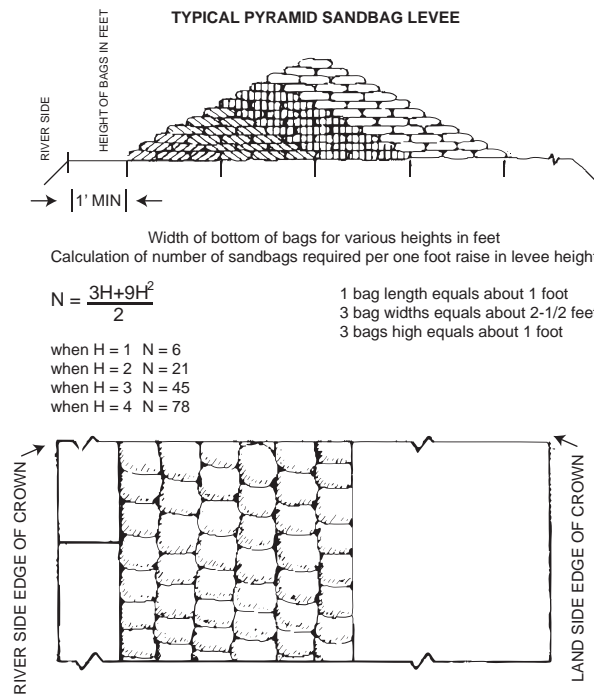 TYPICAL PYRAMID SANDBAG LEVEE
RIVER SIDE
HEIGHT OF BAGS IN FEET
1' MIN
Width of bottom of bags for various heights in feet
Calculation of number of sandbags required per one foot raise in levee height
N = 3H+9H²
2
1 bag length equals about 1 foot
3 bag widths equals about 2-1/2 feet
3 bags high equals about 1 foot
when H = 1 N = 6
when H = 2 N = 21
when H = 3 N = 45
when H = 4 N = 78
RIVER SIDE EDGE OF CROWN
LAND SIDE EDGE OF CROWN